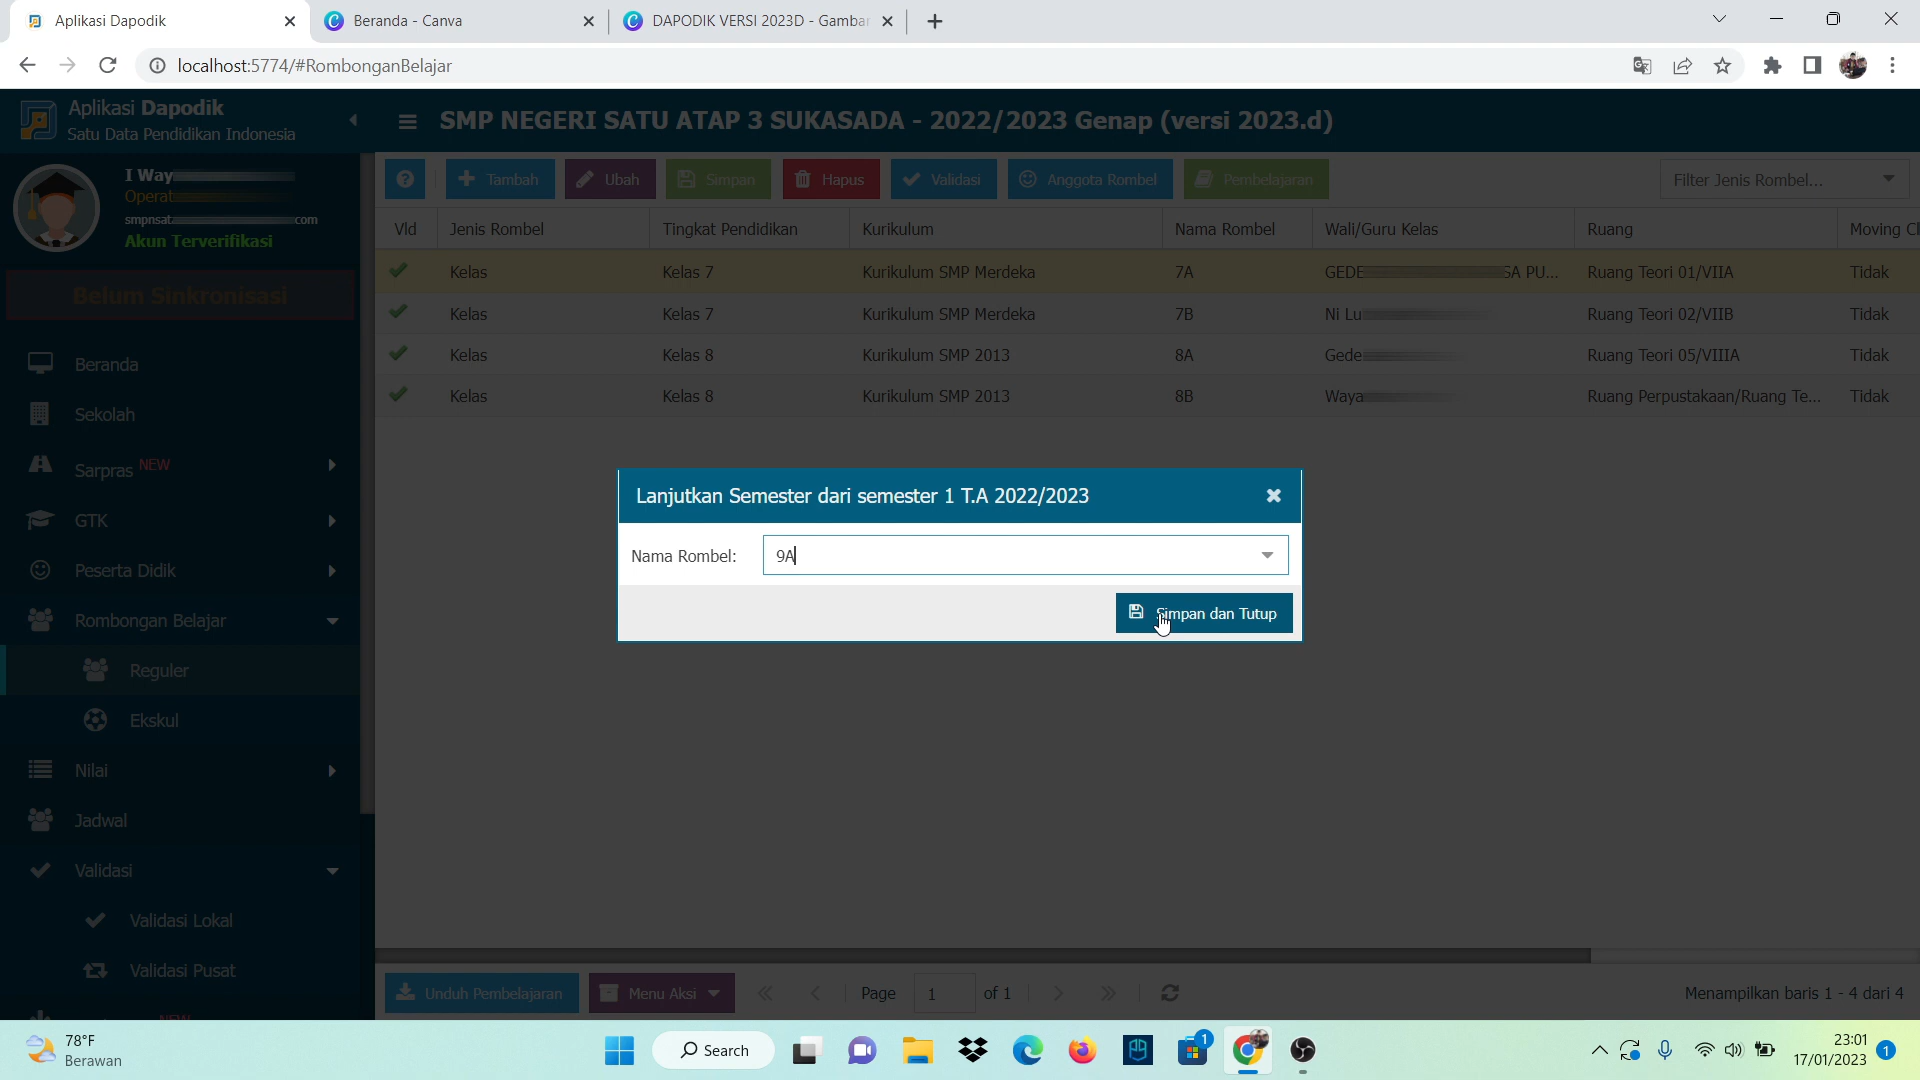 Aplikasi Dapodik
Beranda - Canva
DAPODIK VERSI 2023D - Gamba
localhost:5774/#RombonganBelajar
Aplikasi Dapodik
Satu Data Pendidikan Indonesia
SMP NEGERI SATU ATAP 3 SUKASADA - 2022/2023 Genap (versi 2023.d)
I Way
Operat
smpnsat com
Akun Terverifikasi
Belum Sinkronisasi
Beranda
Sekolah
Sarpras NEW
GTK
Peserta Didik
Rombongan Belajar
Reguler
Ekskul
Nilai
Jadwal
Validasi
Validasi Lokal
Validasi Pusat
NEW
Tambah Ubah Simpan Hapus Validasi Anggota Rombel Pembelajaran Filter Jenis Rombel...
Vld Jenis Rombel Tingkat Pendidikan Kurikulum Nama Rombel Wali/Guru Kelas Ruang Moving Cl
Kelas Kelas 7 Kurikulum SMP Merdeka 7A GEDE SA PU... Ruang Teori 01/VIIA Tidak
Kelas Kelas 7 Kurikulum SMP Merdeka 7B Ni Lu Ruang Teori 02/VIIB Tidak
Kelas Kelas 8 Kurikulum SMP 2013 8A Gede Ruang Teori 05/VIIIA Tidak
Kelas Kelas 8 Kurikulum SMP 2013 8B Waya Ruang Perpustakaan/Ruang Te... Tidak
Lanjutkan Semester dari semester 1 T.A 2022/2023
Nama Rombel: 9A
Simpan dan Tutup
Unduh Pembelajaran Menu Aksi Page 1 of 1 Menampilkan baris 1 - 4 dari 4
78°F
Berawan
Search
1
23:01
17/01/2023
1